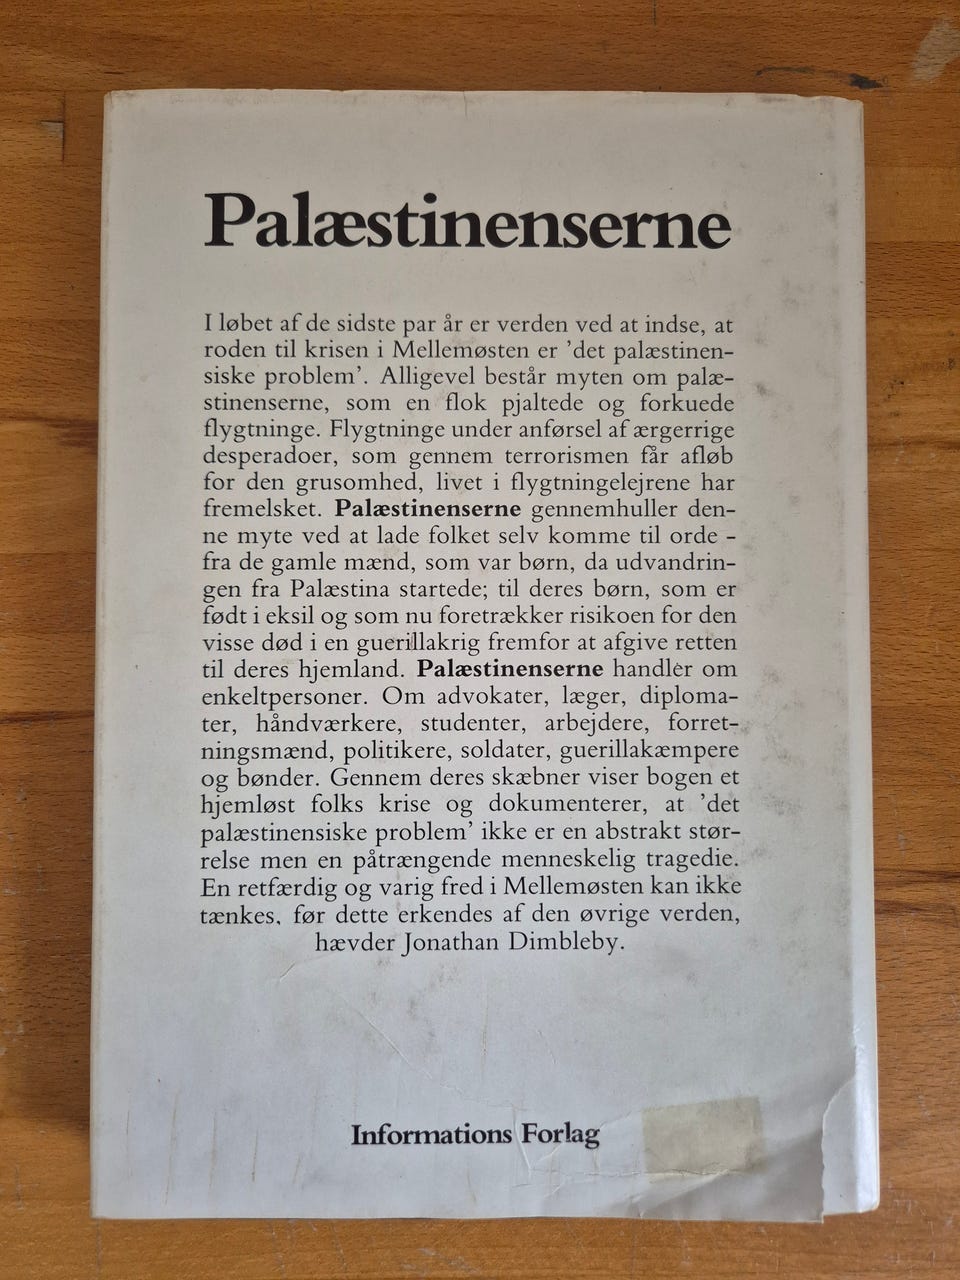 Palæstinenserne
I løbet af de sidste par år er verden ved at indse, at
roden til krisen i Mellemøsten er ’det palæstinen-
siske problem’. Alligevel består myten om palæ-
stinenserne, som en flok pjaltede og forkuede
flygtninge. Flygtninge under anførsel af ærgerrige
desperadoer, som gennem terrorismen får afløb
for den grusomhed, livet i flygtningelejrene har
fremelsket. Palæstinenserne gennemhuller den-
ne myte ved at lade folket selv komme til orde -
fra de gamle mænd, som var børn, da udvandrin-
gen fra Palæstina startede; til deres børn, som er
født i eksil og som nu foretrækker risikoen for den
visse død i en guerillakrig fremfor at afgive retten
til deres hjemland. Palæstinenserne handler om
enkeltpersoner. Om advokater, læger, diploma-
ter, håndværkere, studenter, arbejdere, forret-
ningsmænd, politikere, soldater, guerillakæmpere
og bønder. Gennem deres skæbner viser bogen et
hjemløst folks krise og dokumenterer, at ’det
palæstinensiske problem’ ikke er en abstrakt stør-
relse men en påtrængende menneskelig tragedie.
En retfærdig og varig fred i Mellemøsten kan ikke
tænkes, før dette erkendes af den øvrige verden,
hævder Jonathan Dimbleby.
Informations Forlag